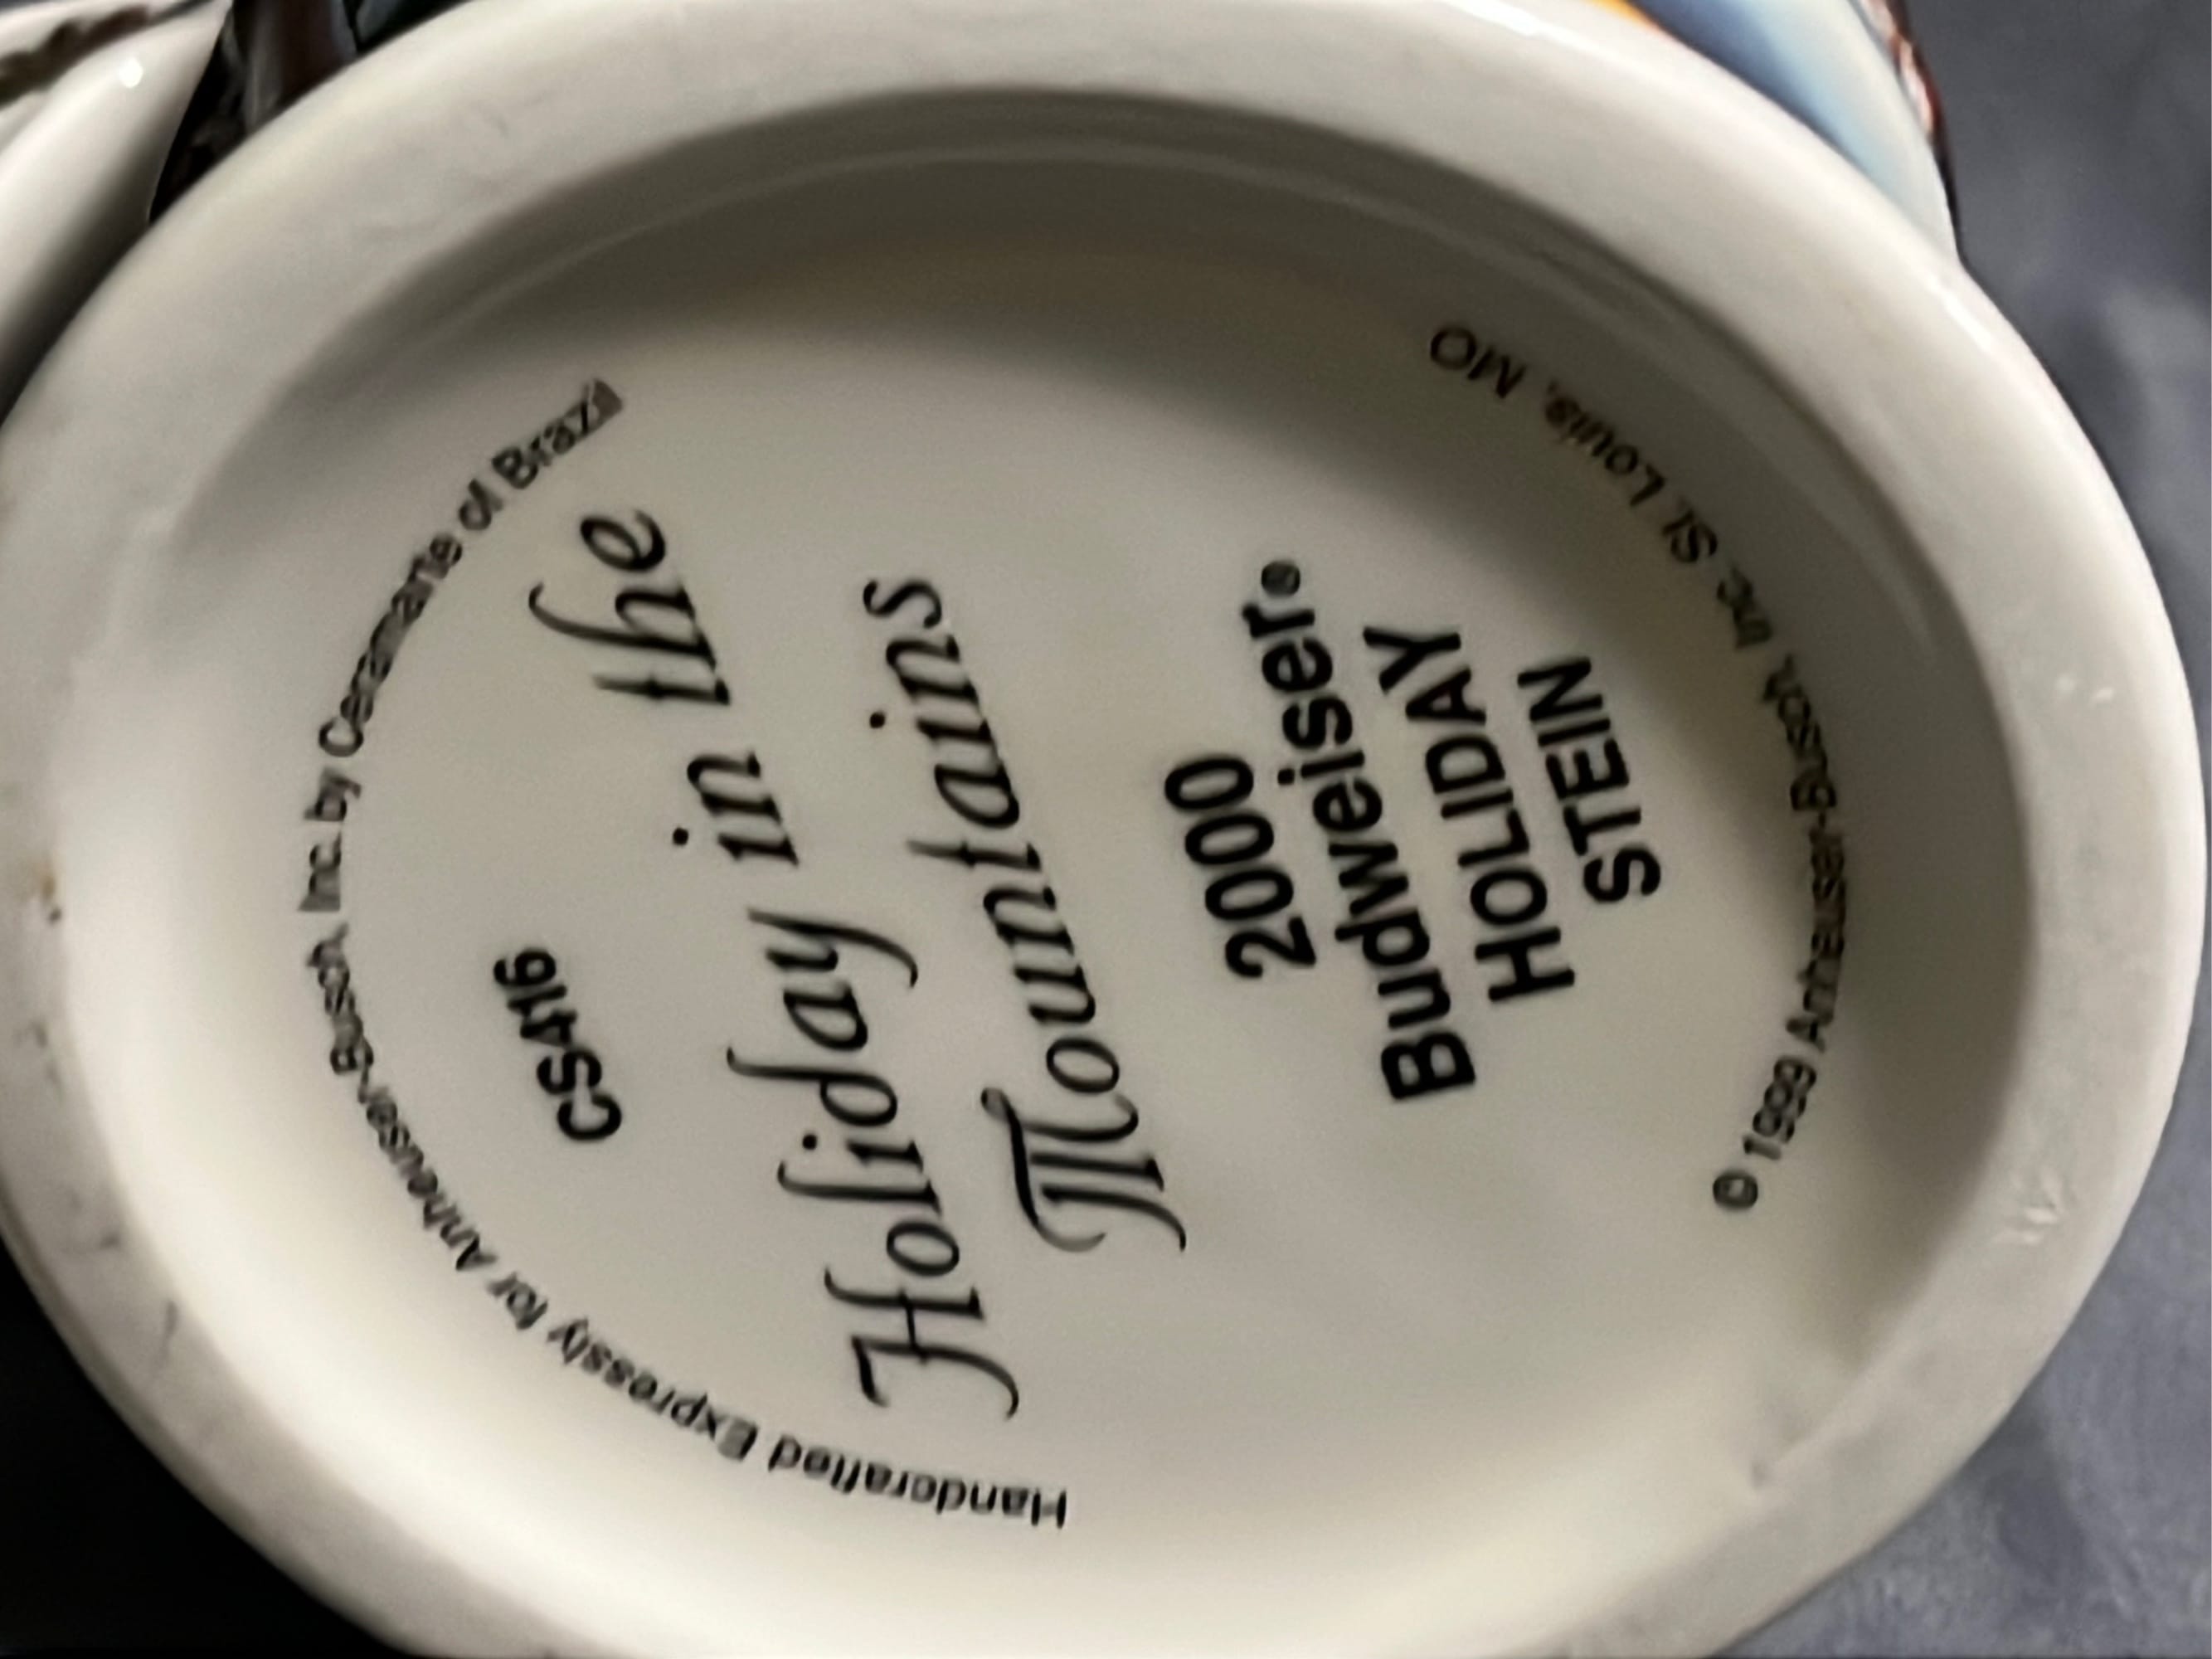 Handcrafted Expressly for Anheuser-Busch, Inc. by Ceramarte of Brazil
CS416
Holiday in the
Mountains
2000
Budweiser®
HOLIDAY
STEIN
© 1999 Anheuser-Busch, Inc. St. Louis, MO